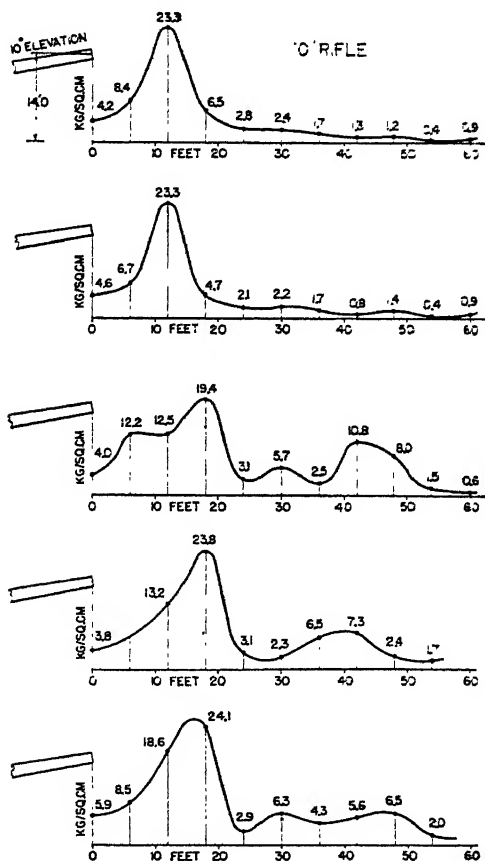 10° ELEVATION
"O" RIFLE
14.0
KG/SQ.CM
4.2 8.4 23.3 6.5 2.8 2.4 1.7 1.3 1.2 0.4 0.9
0 10 FEET 20 30 40 50 60
KG/SQ.CM
4.6 6.7 23.3 4.7 2.1 2.2 1.7 0.8 1.4 0.4 0.9
0 10 FEET 20 30 40 50 60
KG/SQ.CM
4.0 12.2 12.5 19.4 3.1 5.7 2.5 10.8 8.0 1.5 0.6
0 10 FEET 20 30 40 50 60
KG/SQ.CM
3.8 13.2 23.8 3.1 2.3 6.5 7.3 2.4 1.7
0 10 FEET 20 30 40 50 60
KG/SQ.CM
5.9 8.5 18.6 24.1 2.9 6.3 4.3 5.6 6.5 2.0
0 10 FEET 20 30 40 50 60